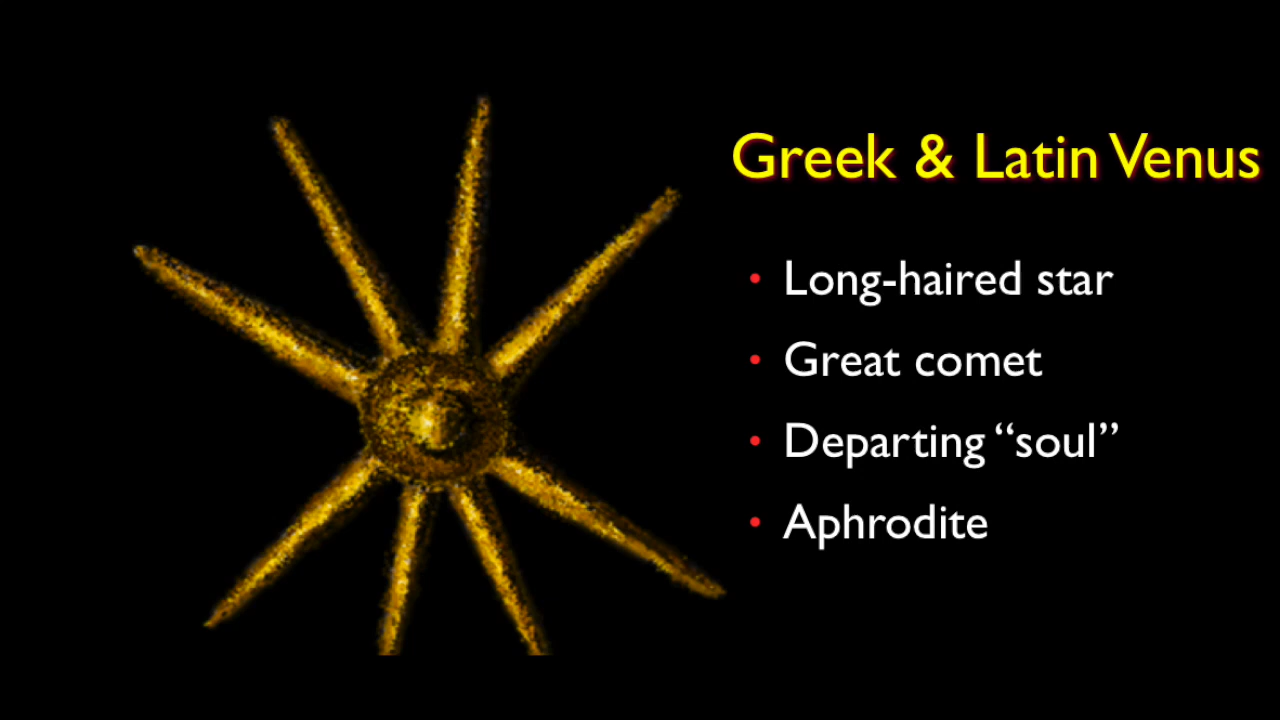 Greek & Latin Venus
• Long-haired star
• Great comet
• Departing “soul”
• Aphrodite